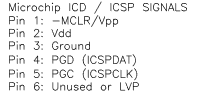 Microchip ICD / ICSP SIGNALS
Pin 1: -MCLR/Vpp
Pin 2: Vdd
Pin 3: Ground
Pin 4: PGD (ICSPDAT)
Pin 5: PGC (ICSPCLK)
Pin 6: Unused or LVP